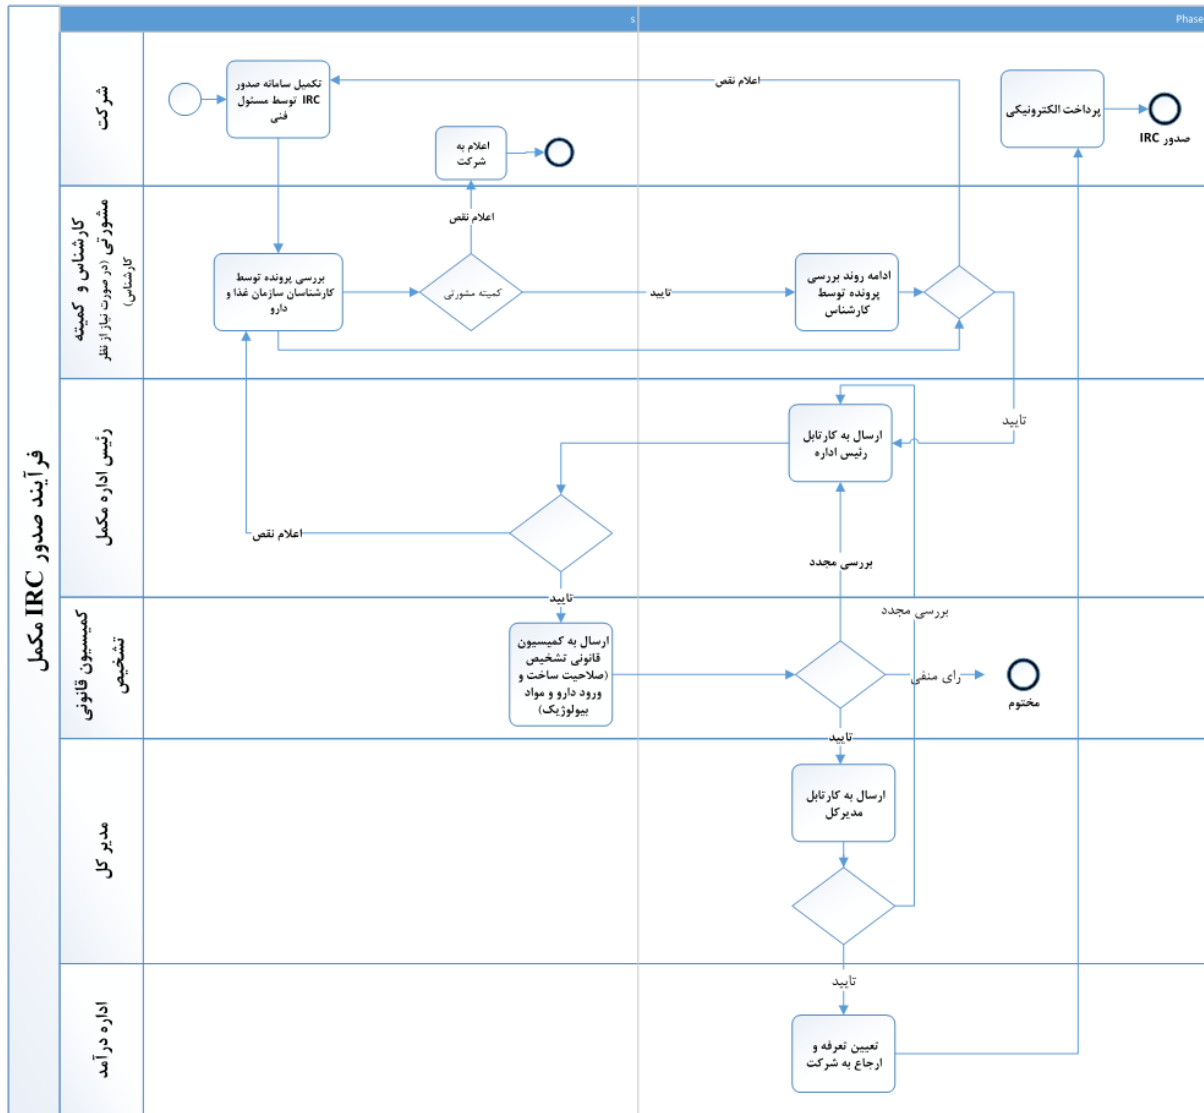 s
Phase
فرآیند صدور IRC مکمل
شرکت
تکمیل سامانه صدور
IRC توسط مسئول
فنی
اعلام نقص
پرداخت الکترونیکی
صدور IRC
اعلام به
شرکت
کارشناس و کمیته
مشورتی (در صورت نیاز از نظر
کارشناس)
اعلام نقص
بررسی پرونده توسط
کارشناسان سازمان غذا و
دارو
کمیته مشورتی
تایید
ادامه روند بررسی
پرونده توسط
کارشناس
تایید
رئیس اداره مکمل
ارسال به کارتابل
رئیس اداره
اعلام نقص
بررسی مجدد
تایید
کمیسیون قانونی
تشخیص
ارسال به کمیسیون
قانونی تشخیص
(صلاحیت ساخت و
ورود دارو و مواد
بیولوژیک)
بررسی مجدد
رای منفی
مختوم
تایید
مدیر کل
ارسال به کارتابل
مدیرکل
تایید
اداره درآمد
تعیین تعرفه و
ارجاع به شرکت